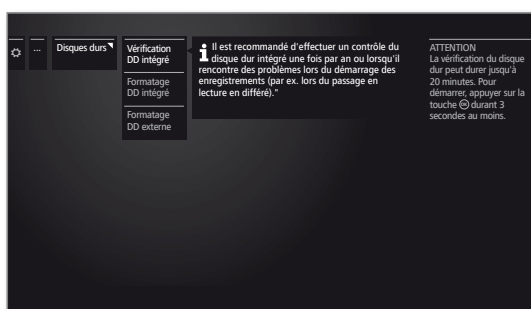 ... Disques durs
Vérification
DD intégré
Formatage
DD intégré
Formatage
DD externe
Il est recommandé d'effectuer un contrôle du
disque dur intégré une fois par an ou lorsqu'il
rencontre des problèmes lors du démarrage des
enregistrements (par ex. lors du passage en
lecture en différé)."
ATTENTION
La vérification du disque
dur peut durer jusqu'à
20 minutes. Pour
démarrer, appuyer sur la
touche OK durant 3
secondes au moins.